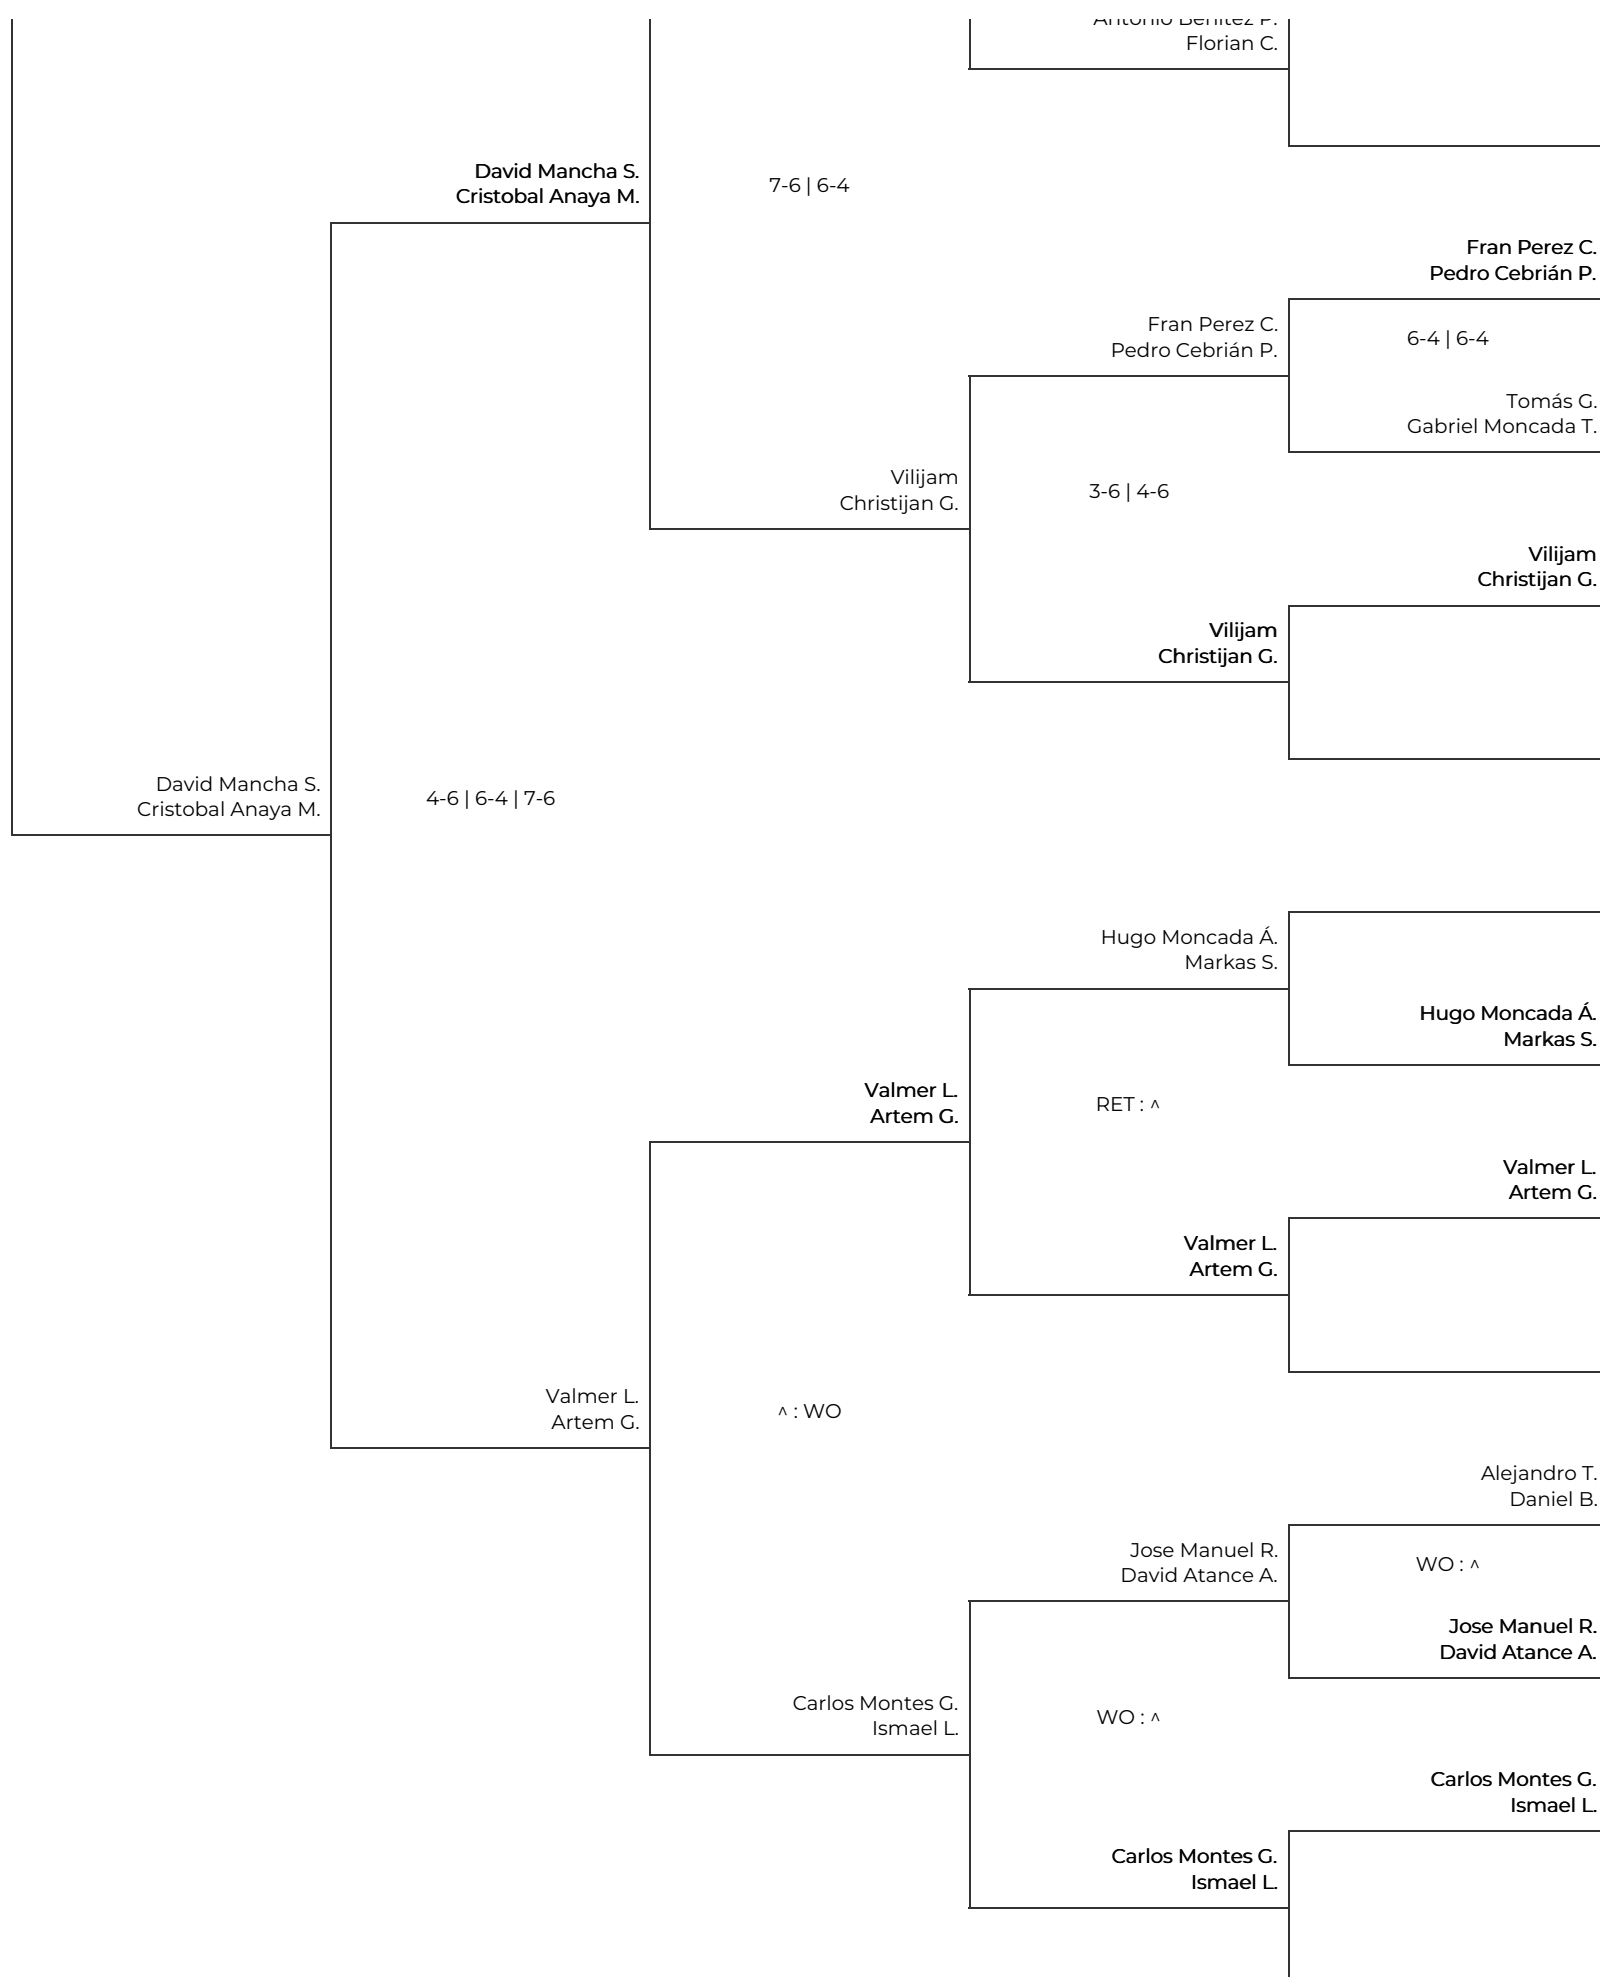 Antonio Benítez P.
Florian C.
David Mancha S.
Cristobal Anaya M.
7-6 | 6-4
Fran Perez C.
Pedro Cebrián P.
Fran Perez C.
Pedro Cebrián P.
6-4 | 6-4
Tomás G.
Gabriel Moncada T.
Vilijam
Christijan G.
3-6 | 4-6
Vilijam
Christijan G.
Vilijam
Christijan G.
David Mancha S.
Cristobal Anaya M.
4-6 | 6-4 | 7-6
Hugo Moncada Á.
Markas S.
Hugo Moncada Á.
Markas S.
Valmer L.
Artem G.
RET : ^
Valmer L.
Artem G.
Valmer L.
Artem G.
Valmer L.
Artem G.
^ : WO
Alejandro T.
Daniel B.
Jose Manuel R.
David Atance A.
WO : ^
Jose Manuel R.
David Atance A.
Carlos Montes G.
Ismael L.
WO : ^
Carlos Montes G.
Ismael L.
Carlos Montes G.
Ismael L.